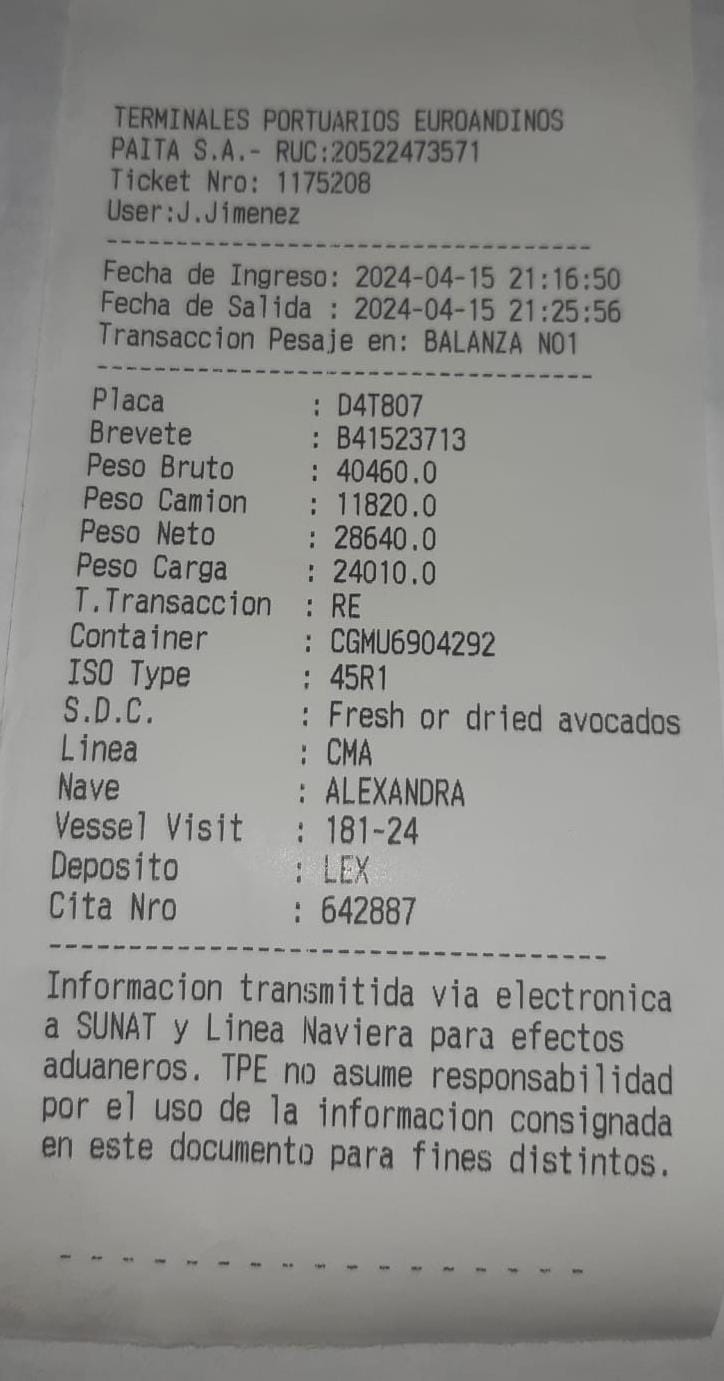 TERMINALES PORTUARIOS EUROANDINOS
PAITA S.A.- RUC:20522473571
Ticket Nro: 1175208
User:J.Jimenez
Fecha de Ingreso: 2024-04-15 21:16:50
Fecha de Salida : 2024-04-15 21:25:56
Transaccion Pesaje en: BALANZA NO1
Placa : D4T807
Brevete : B41523713
Peso Bruto : 40460.0
Peso Camion : 11820.0
Peso Neto : 28640.0
Peso Carga : 24010.0
T.Transaccion : RE
Container : CGMU6904292
ISO Type : 45R1
S.D.C. : Fresh or dried avocados
Linea : CMA
Nave : ALEXANDRA
Vessel Visit : 181-24
Deposito : LEX
Cita Nro : 642887
Informacion transmitida via electronica
a SUNAT y Linea Naviera para efectos
aduaneros. TPE no asume responsabilidad
por el uso de la informacion consignada
en este documento para fines distintos.